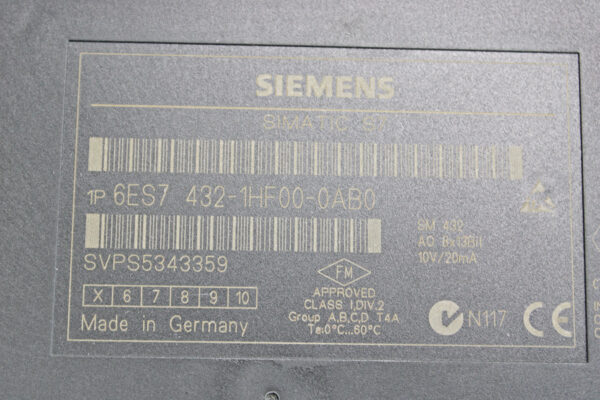 SIEMENS
SIMATIC S7
1P 6ES7 432-1HF00-0AB0
SVPS5343359
SM 432
AO 8x13Bit
10V/20mA
X 6 7 8 9 10
Made in Germany
FM
APPROVED
CLASS I,DIV.2
Group A,B,C,D T4A
Ta:0°C...60°C
N117
CE